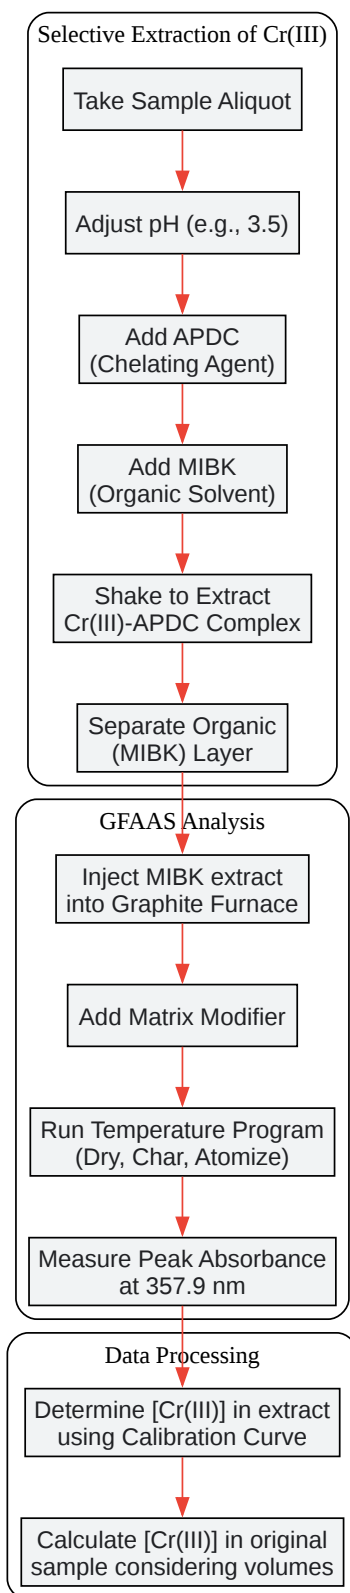 Selective Extraction of Cr(III)
Take Sample Aliquot
Adjust pH (e.g., 3.5)
Add APDC
(Chelating Agent)
Add MIBK
(Organic Solvent)
Shake to Extract
Cr(III)-APDC Complex
Separate Organic
(MIBK) Layer
GFAAS Analysis
Inject MIBK extract
into Graphite Furnace
Add Matrix Modifier
Run Temperature Program
(Dry, Char, Atomize)
Measure Peak Absorbance
at 357.9 nm
Data Processing
Determine [Cr(III)] in extract
using Calibration Curve
Calculate [Cr(III)] in original
sample considering volumes